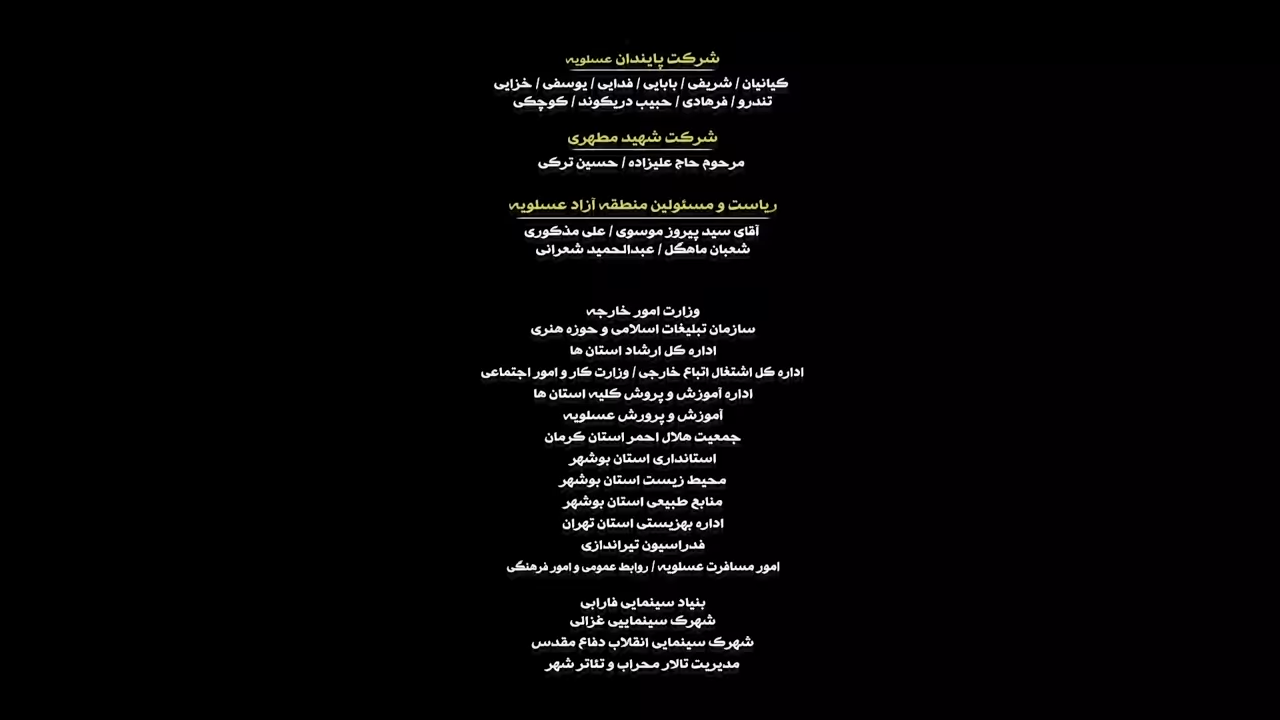 شرکت پایندان عسلویه
کیانیان / شریفی / بابایی / فدایی / یوسفی / خزایی
تندرو / فرهادی / حبیب دریکوند / کوچکی
شرکت شهید مطهری
مرحوم حاج علیزاده / حسین ترکی
ریاست و مسئولین منطقه آزاد عسلویه
آقای سید پیروز موسوی / علی مذکوری
شعبان ماهگل / عبدالحمید شعرانی
وزارت امور خارجه
سازمان تبلیغات اسلامی و حوزه هنری
اداره کل ارشاد استان ها
اداره کل اشتغال اتباع خارجی / وزارت کار و امور اجتماعی
اداره آموزش و پروش کلیه استان ها
آموزش و پرورش عسلویه
جمعیت هلال احمر استان کرمان
استانداری استان بوشهر
محیط زیست استان بوشهر
منابع طبیعی استان بوشهر
اداره بهزیستی استان تهران
فدراسیون تیراندازی
امور مسافرت عسلویه / روابط عمومی و امور فرهنگی
بنیاد سینمایی فارابی
شهرک سینماییی غزالی
شهرک سینمایی انقلاب دفاع مقدس
مدیریت تالار محراب و تئاتر شهر